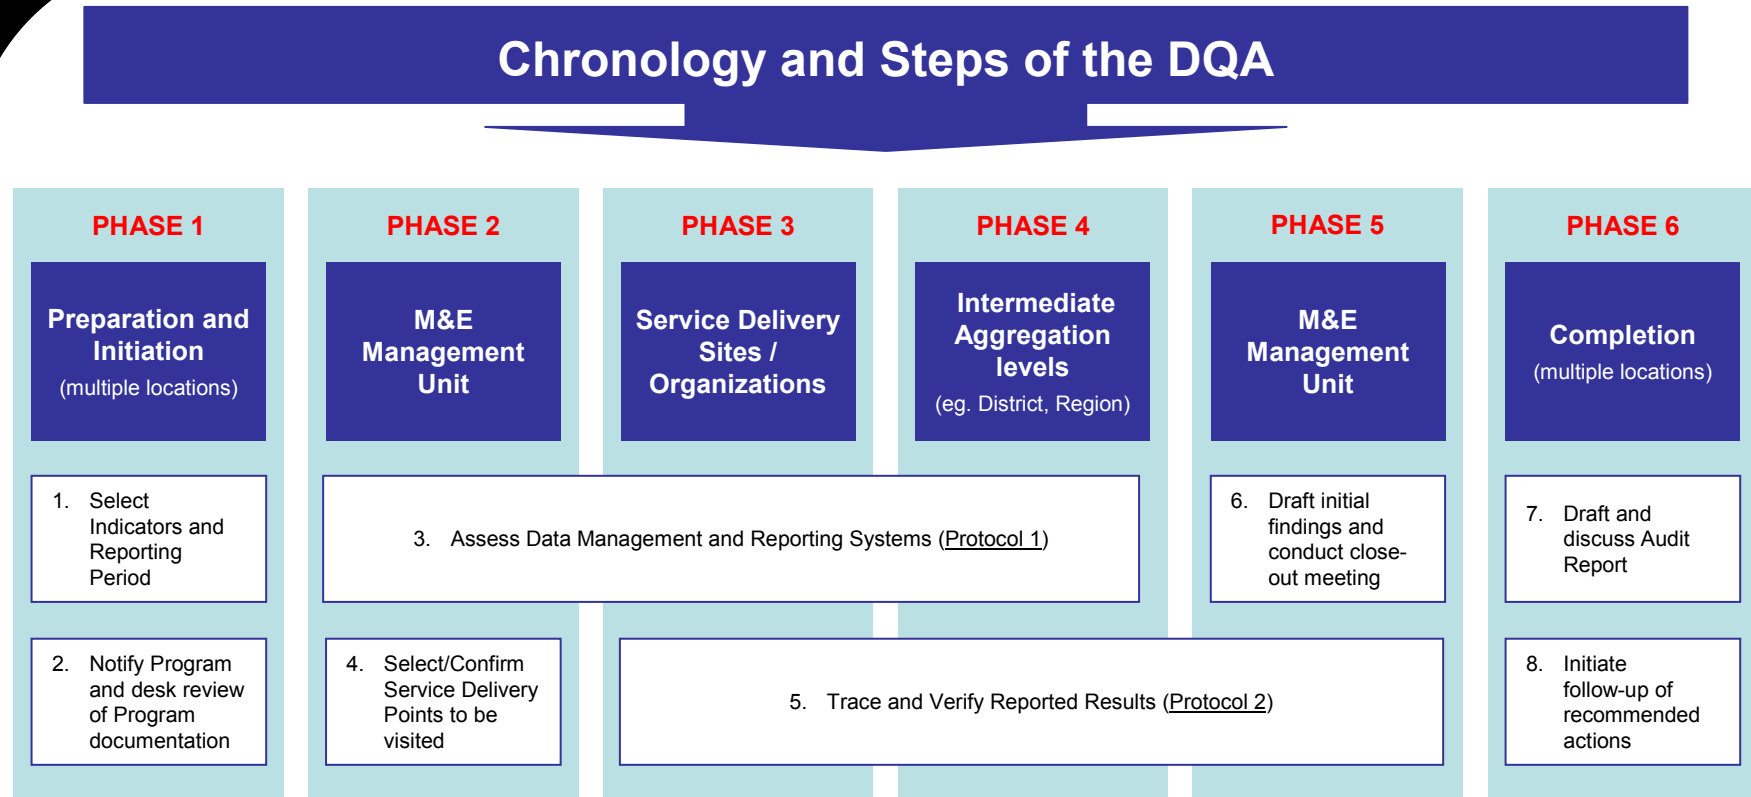 Chronology and Steps of the DQA
PHASE 1
Preparation and
Initiation
(multiple locations)
PHASE 2
M&E
Management
Unit
PHASE 3
Service Delivery
Sites /
Organizations
PHASE 4
Intermediate
Aggregation
levels
(eg. District, Region)
PHASE 5
M&E
Management
Unit
PHASE 6
Completion
(multiple locations)
1. Select
Indicators and
Reporting
Period
2. Notify Program
and desk review
of Program
documentation
3. Assess Data Management and Reporting Systems (Protocol 1)
4. Select/Confirm
Service Delivery
Points to be
visited
5. Trace and Verify Reported Results (Protocol 2)
6. Draft initial
findings and
conduct close-
out meeting
7. Draft and
discuss Audit
Report
8. Initiate
follow-up of
recommended
actions